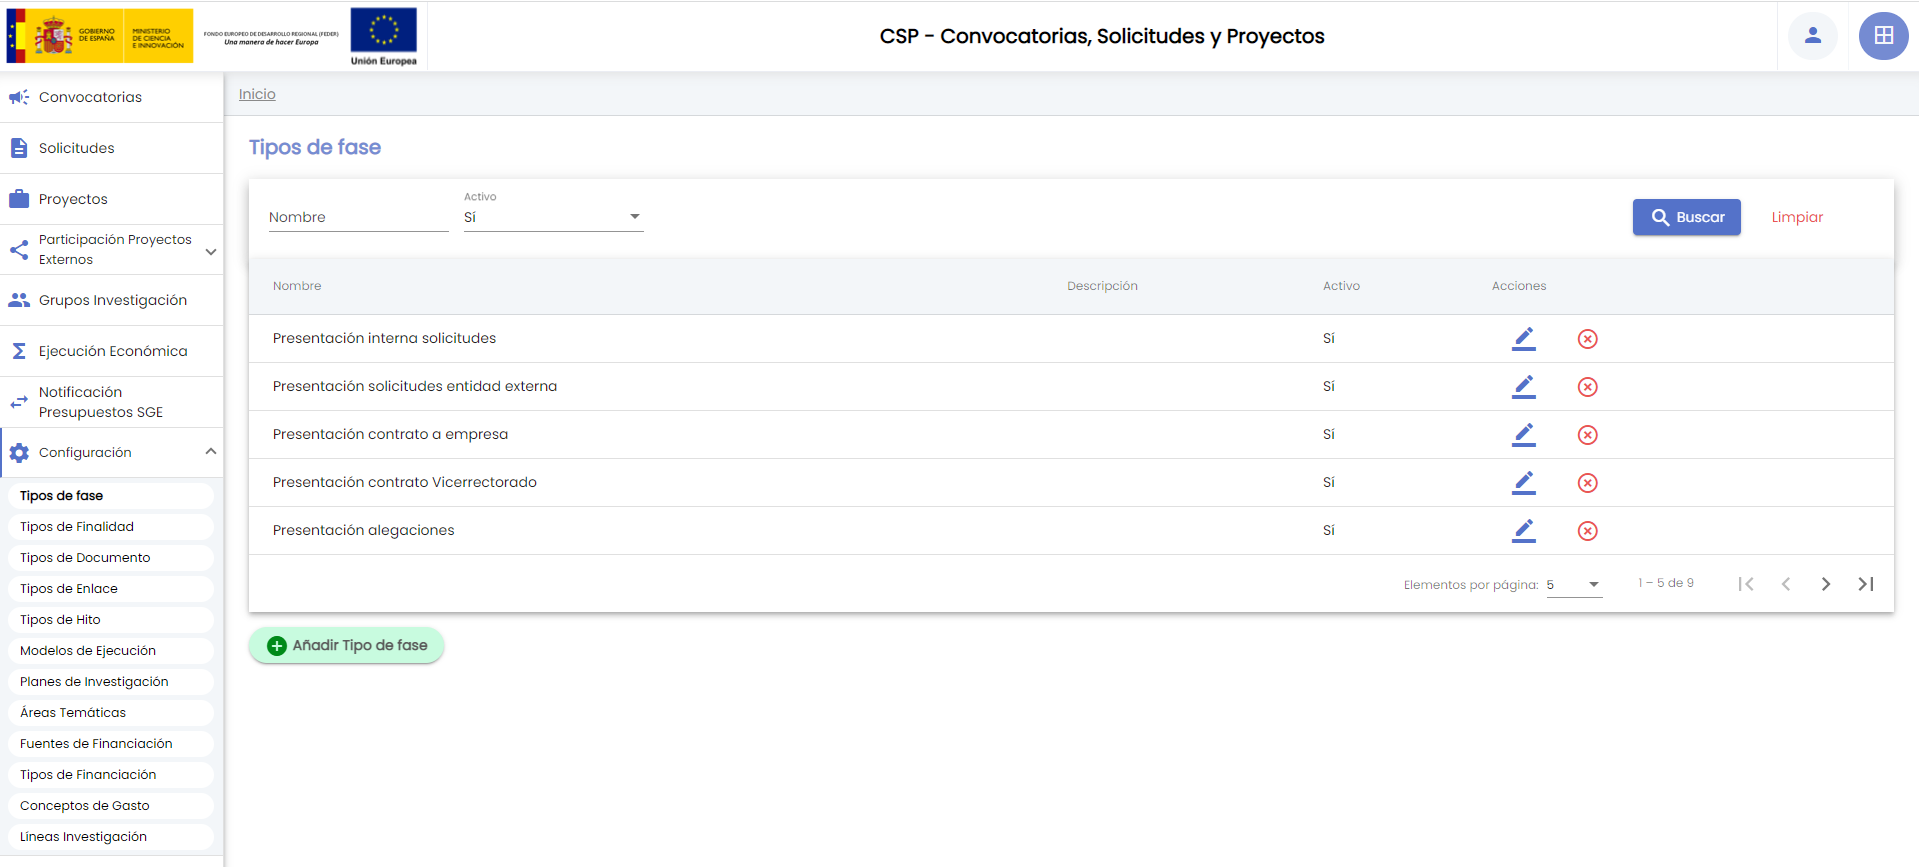 GOBIERNO
DE ESPAÑA
MINISTERIO
DE CIENCIA
E INNOVACIÓN
FONDO EUROPEO DE DESARROLLO REGIONAL (FEDER)
Una manera de hacer Europa
Unión Europea
CSP - Convocatorias, Solicitudes y Proyectos
Convocatorias
Solicitudes
Proyectos
Participación Proyectos
Externos
Grupos Investigación
Ejecución Económica
Notificación
Presupuestos SGE
Configuración
Tipos de fase
Tipos de Finalidad
Tipos de Documento
Tipos de Enlace
Tipos de Hito
Modelos de Ejecución
Planes de Investigación
Áreas Temáticas
Fuentes de Financiación
Tipos de Financiación
Conceptos de Gasto
Líneas Investigación
Inicio
Tipos de fase
Activo
Nombre Sí Buscar Limpiar
Nombre Descripción Activo Acciones
Presentación interna solicitudes Sí
Presentación solicitudes entidad externa Sí
Presentación contrato a empresa Sí
Presentación contrato Vicerrectorado Sí
Presentación alegaciones Sí
Elementos por página: 5 1 – 5 de 9
Añadir Tipo de fase